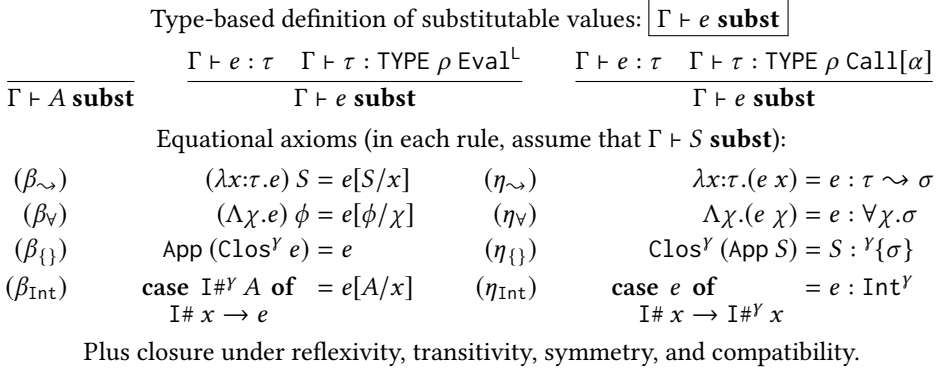 Type-based definition of substitutable values: Γ ⊢ e subst
Γ ⊢ e : τ Γ ⊢ τ : TYPE ρ Eval^L Γ ⊢ e : τ Γ ⊢ τ : TYPE ρ Call[α]
Γ ⊢ A subst Γ ⊢ e subst Γ ⊢ e subst
Equational axioms (in each rule, assume that Γ ⊢ S subst):
(β⇝) (λx:τ.e) S = e[S/x] (η⇝) λx:τ.(e x) = e : τ ⇝ σ
(β∀) (Λχ.e) ϕ = e[ϕ/χ] (η∀) Λχ.(e χ) = e : ∀χ.σ
(β{}) App (Clos^γ e) = e (η{}) Clos^γ (App S) = S : ^γ{σ}
(βInt) case I#^γ A of = e[A/x] (ηInt) case e of = e : Int^γ
I# x → e I# x → I#^γ x
Plus closure under reflexivity, transitivity, symmetry, and compatibility.